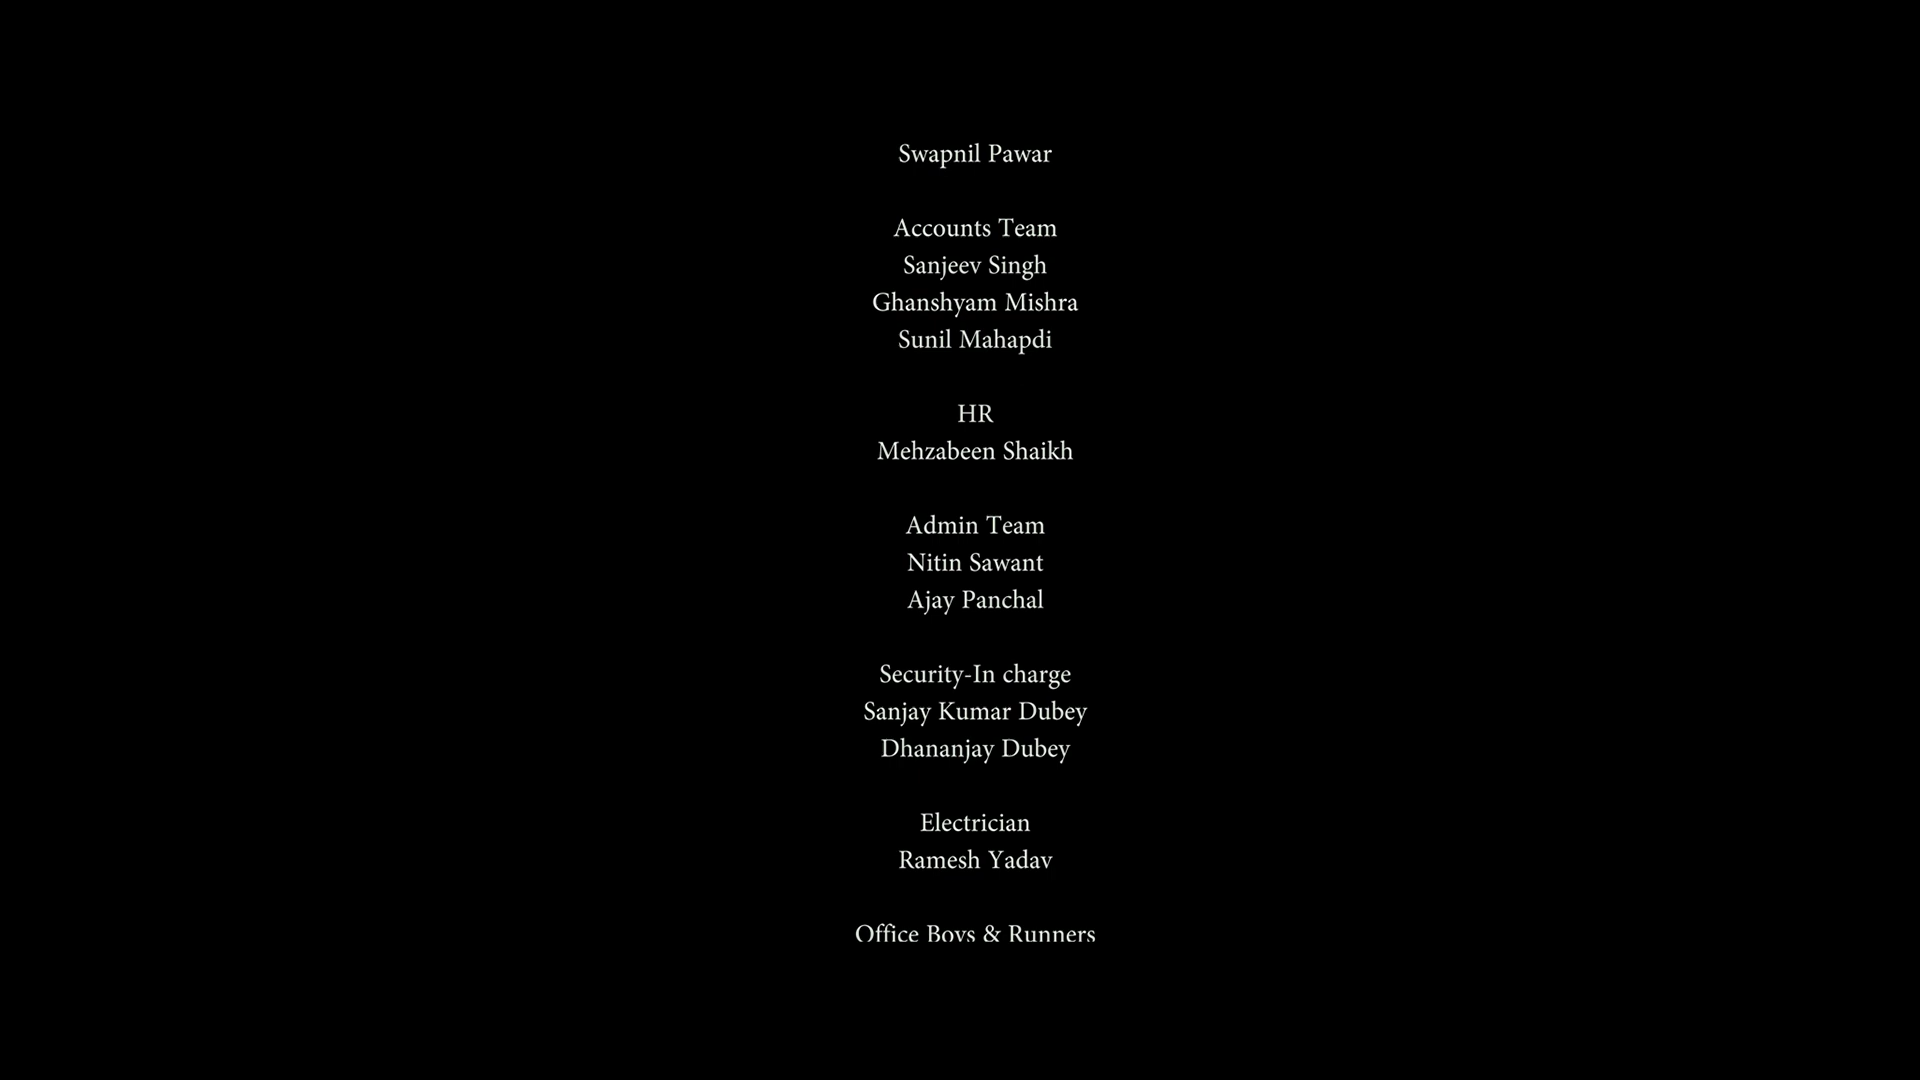 Swapnil Pawar
Accounts Team
Sanjeev Singh
Ghanshyam Mishra
Sunil Mahapdi
HR
Mehzabeen Shaikh
Admin Team
Nitin Sawant
Ajay Panchal
Security-In charge
Sanjay Kumar Dubey
Dhananjay Dubey
Electrician
Ramesh Yadav
Office Boys & Runners